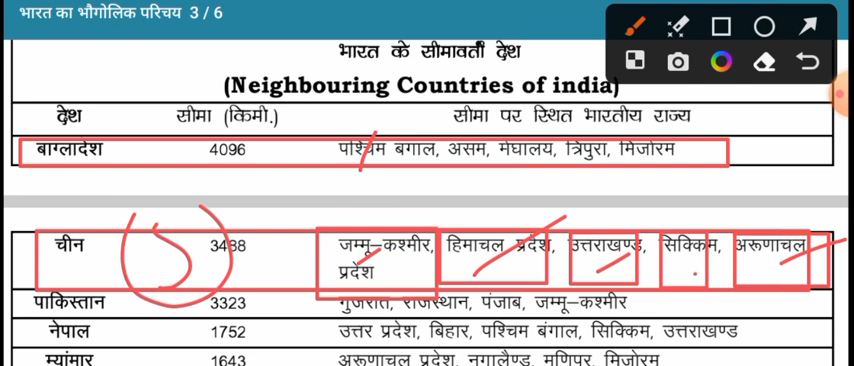 भारत का भौगोलिक परिचय 3 / 6
भारत के सीमावर्ती देश
(Neighbouring Countries of india)
देश सीमा (किमी.) सीमा पर स्थित भारतीय राज्य
बाग्लादेश 4096 पश्चिम बगाल, असम, मेघालय, त्रिपुरा, मिजोरम
चीन 3488 जम्मू–कश्मीर, हिमाचल प्रदेश, उत्तराखण्ड, सिक्किम, अरूणाचल
प्रदेश
पाकिस्तान 3323 गुजरात, राजस्थान, पंजाब, जम्मू–कश्मीर
नेपाल 1752 उत्तर प्रदेश, बिहार, पश्चिम बंगाल, सिक्किम, उत्तराखण्ड
म्यांमार 1643 अरूणाचल प्रदेश, नगालैण्ड, मणिपुर, मिजोरम